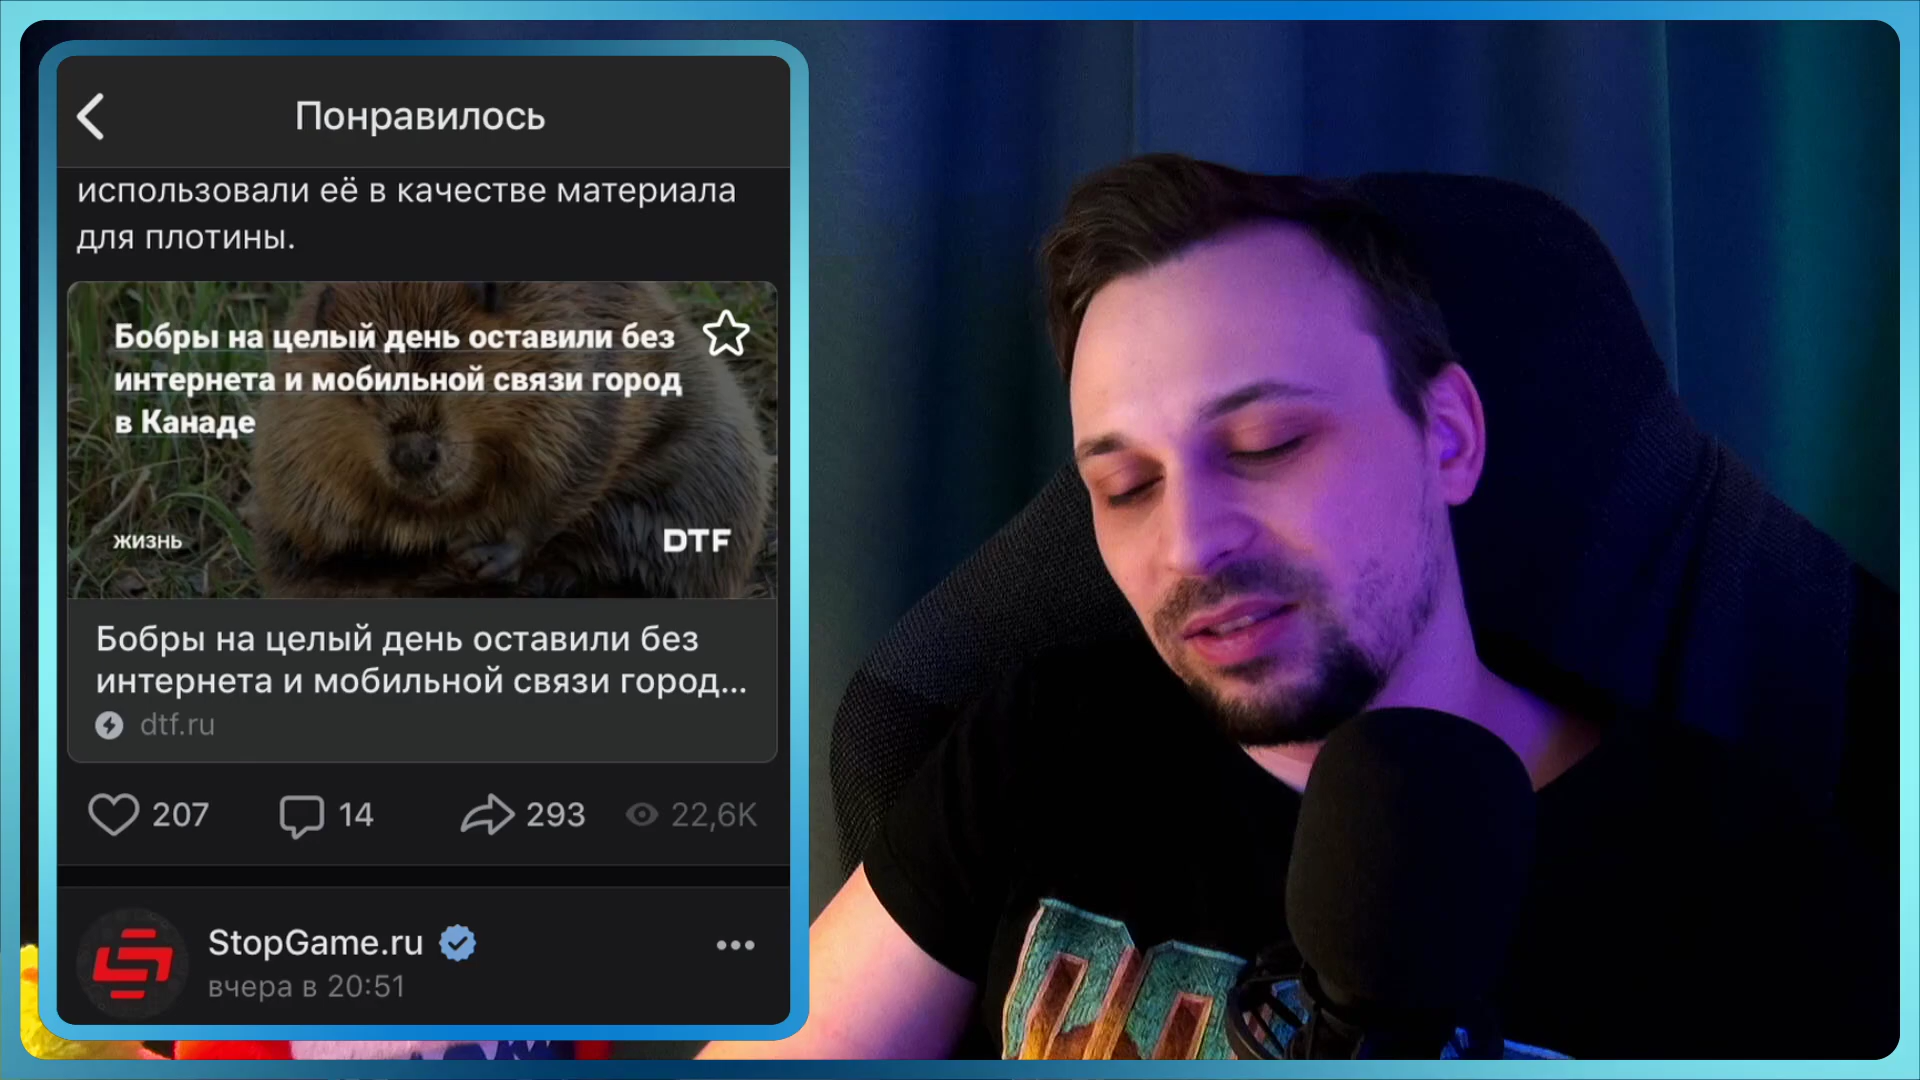 Понравилось
использовали её в качестве материала
для плотины.
Бобры на целый день оставили без
интернета и мобильной связи город
в Канаде
жизнь
DTF
Бобры на целый день оставили без
интернета и мобильной связи город...
dtf.ru
207
14
293
22,6K
StopGame.ru
вчера в 20:51